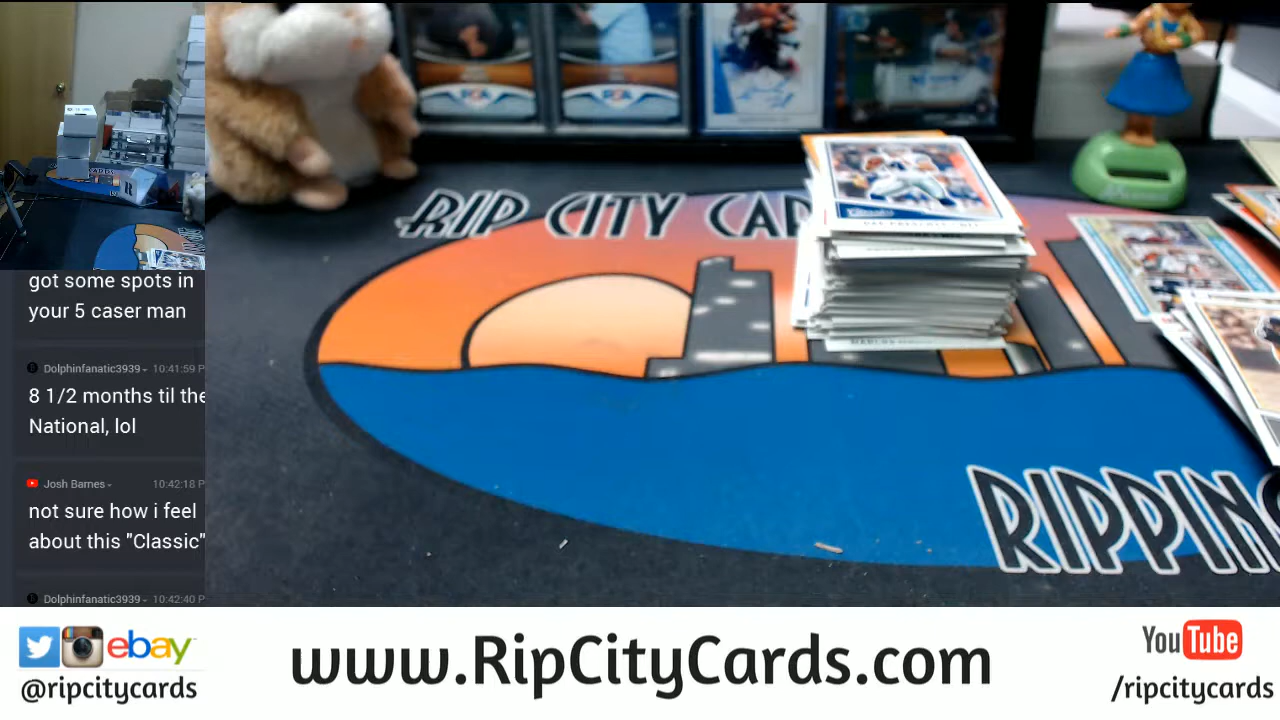 got some spots in
your 5 caser man
Dolphinfanatic3939 10:41:59 P
8 1/2 months til the
National, lol
Josh Barnes 10:42:18 P
not sure how i feel
about this "Classic"
Dolphinfanatic3939 10:42:40 P
RIP CITY CAR
RIPPING
ebay
@ripcitycards
www.RipCityCards.com
YouTube
/ripcitycards